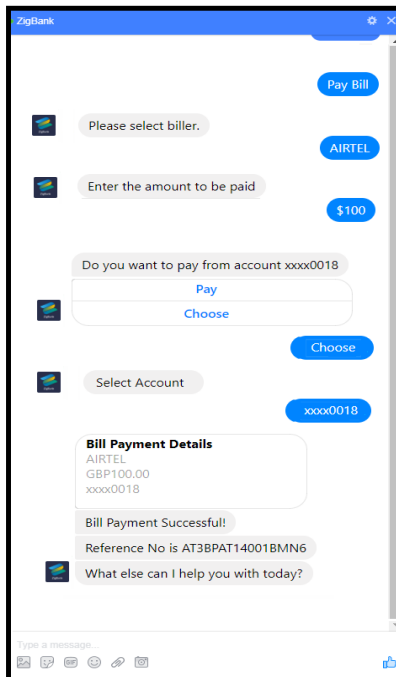 ZigBank
Pay Bill
Please select biller.
AIRTEL
Enter the amount to be paid
$100
Do you want to pay from account xxxx0018
Pay
Choose
Choose
Select Account
xxxx0018
Bill Payment Details
AIRTEL
GBP100.00
xxxx0018
Bill Payment Successful!
Reference No is AT3BPAT14001BMN6
What else can I help you with today?
Type a message...
GIF